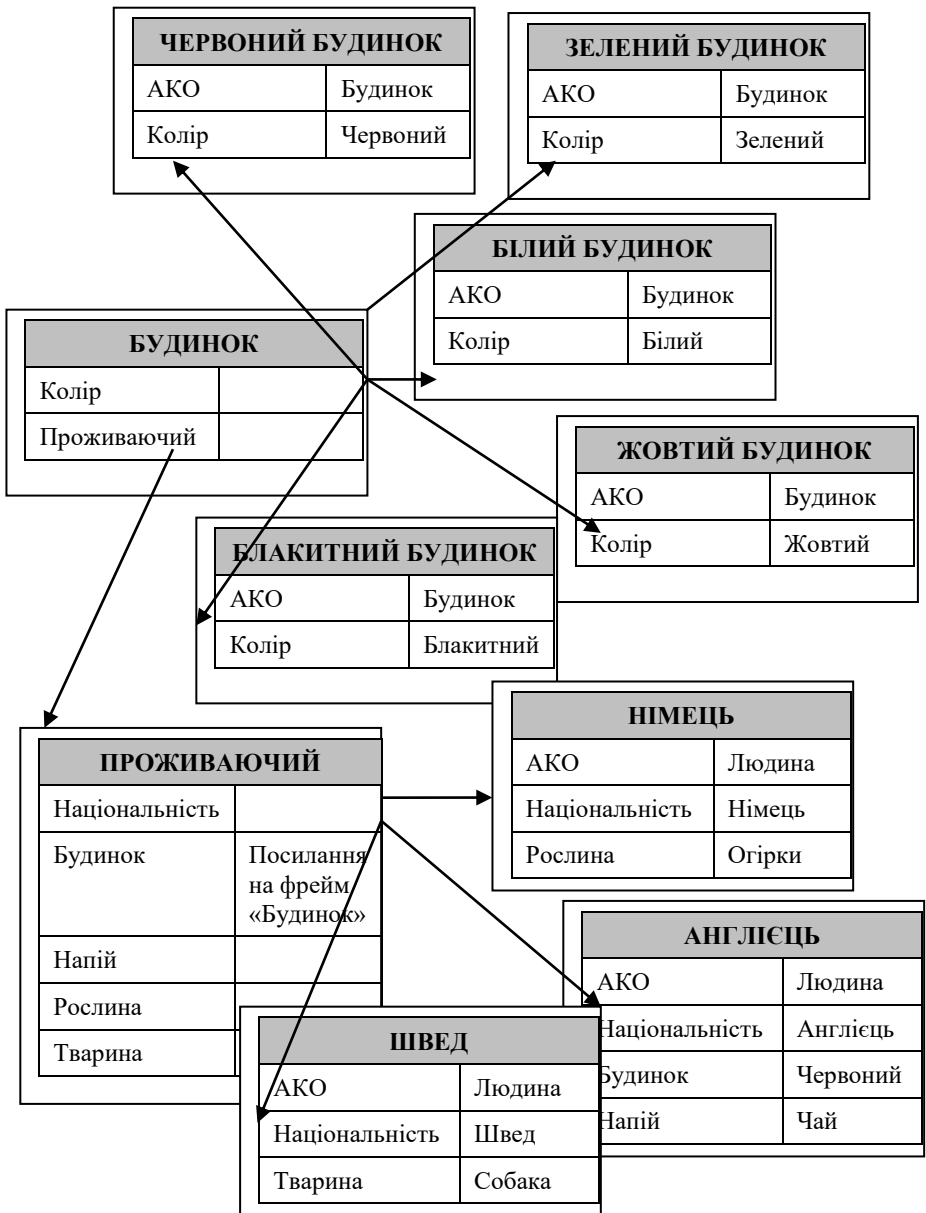 ЧЕРВОНИЙ БУДИНОК
АКО Будинок
Колір Червоний
ЗЕЛЕНИЙ БУДИНОК
АКО Будинок
Колір Зелений
БІЛИЙ БУДИНОК
АКО Будинок
Колір Білий
БУДИНОК
Колір
Проживаючий
ЖОВТИЙ БУДИНОК
АКО Будинок
Колір Жовтий
БЛАКИТНИЙ БУДИНОК
АКО Будинок
Колір Блакитний
НІМЕЦЬ
АКО Людина
Національність Німець
Рослина Огірки
ПРОЖИВАЮЧИЙ
Національність
Будинок Посилання
на фрейм
«Будинок»
Напій
Рослина
Тварина
АНГЛІЄЦЬ
АКО Людина
Національність Англієць
Будинок Червоний
Напій Чай
ШВЕД
АКО Людина
Національність Швед
Тварина Собака